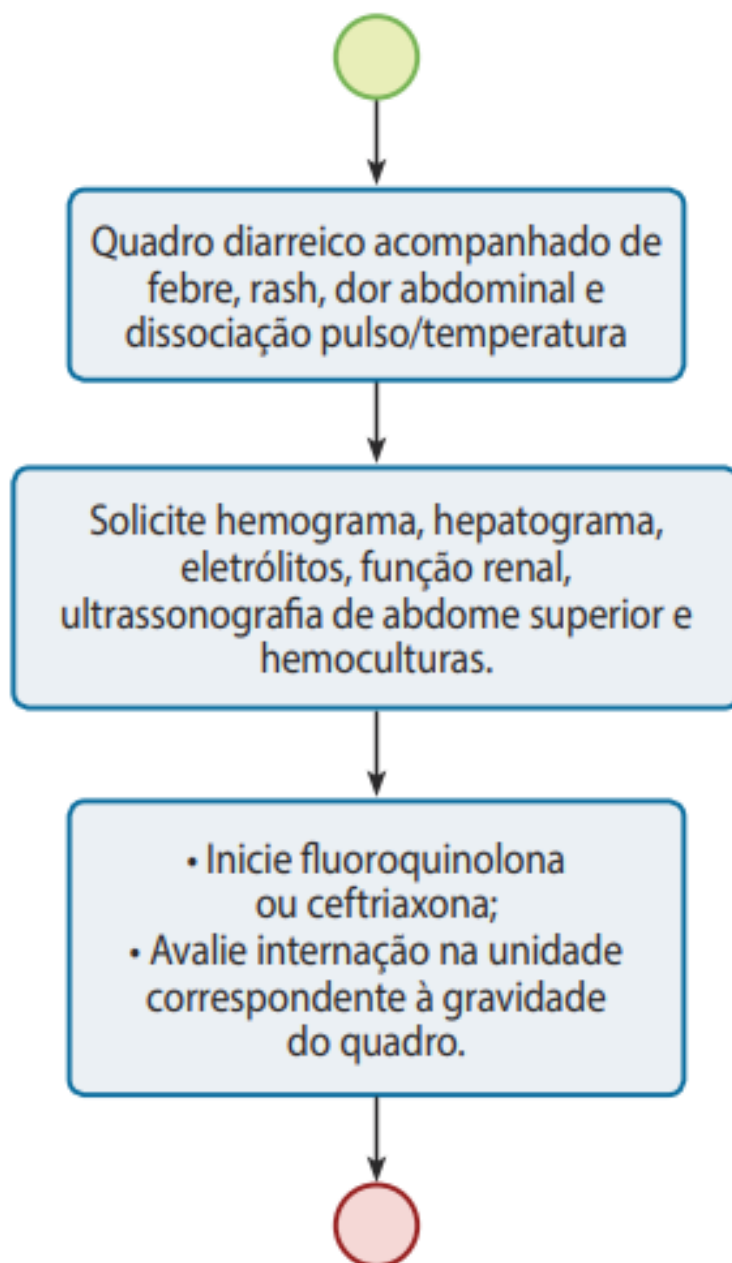 Quadro diarreico acompanhado de
febre, rash, dor abdominal e
dissociação pulso/temperatura
Solicite hemograma, hepatograma,
eletrólitos, função renal,
ultrassonografia de abdome superior e
hemoculturas.
• Inicie fluoroquinolona
ou ceftriaxona;
• Avalie internação na unidade
correspondente à gravidade
do quadro.